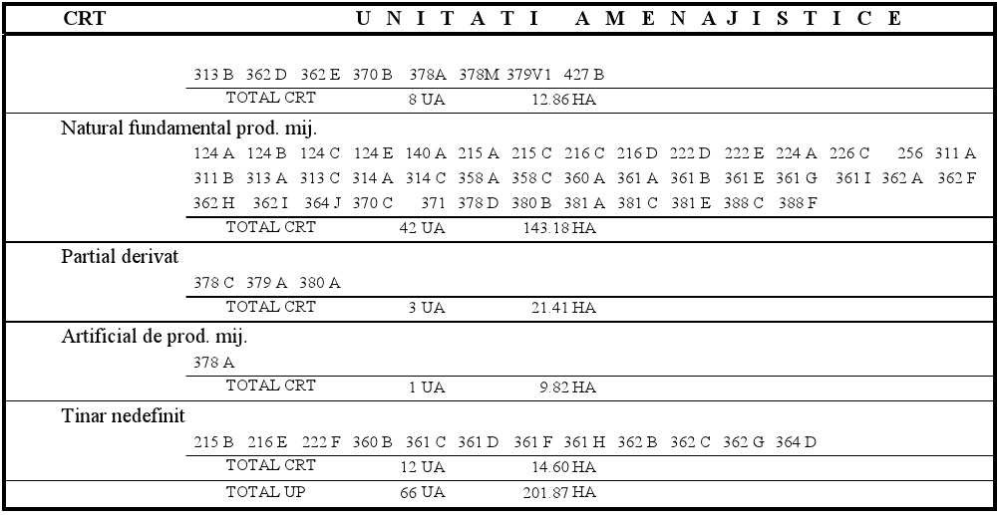 CRT U N I T A T I A M E N A J I S T I C E
313 B 362 D 362 E 370 B 378A 378M 379V1 427 B
TOTAL CRT 8 UA 12.86 HA
Natural fundamental prod. mij.
124 A 124 B 124 C 124 E 140 A 215 A 215 C 216 C 216 D 222 D 222 E 224 A 226 C 256 311 A
311 B 313 A 313 C 314 A 314 C 358 A 358 C 360 A 361 A 361 B 361 E 361 G 361 I 362 A 362 F
362 H 362 I 364 J 370 C 371 378 D 380 B 381 A 381 C 381 E 388 C 388 F
TOTAL CRT 42 UA 143.18 HA
Partial derivat
378 C 379 A 380 A
TOTAL CRT 3 UA 21.41 HA
Artificial de prod. mij.
378 A
TOTAL CRT 1 UA 9.82 HA
Tinar nedefinit
215 B 216 E 222 F 360 B 361 C 361 D 361 F 361 H 362 B 362 C 362 G 364 D
TOTAL CRT 12 UA 14.60 HA
TOTAL UP 66 UA 201.87 HA